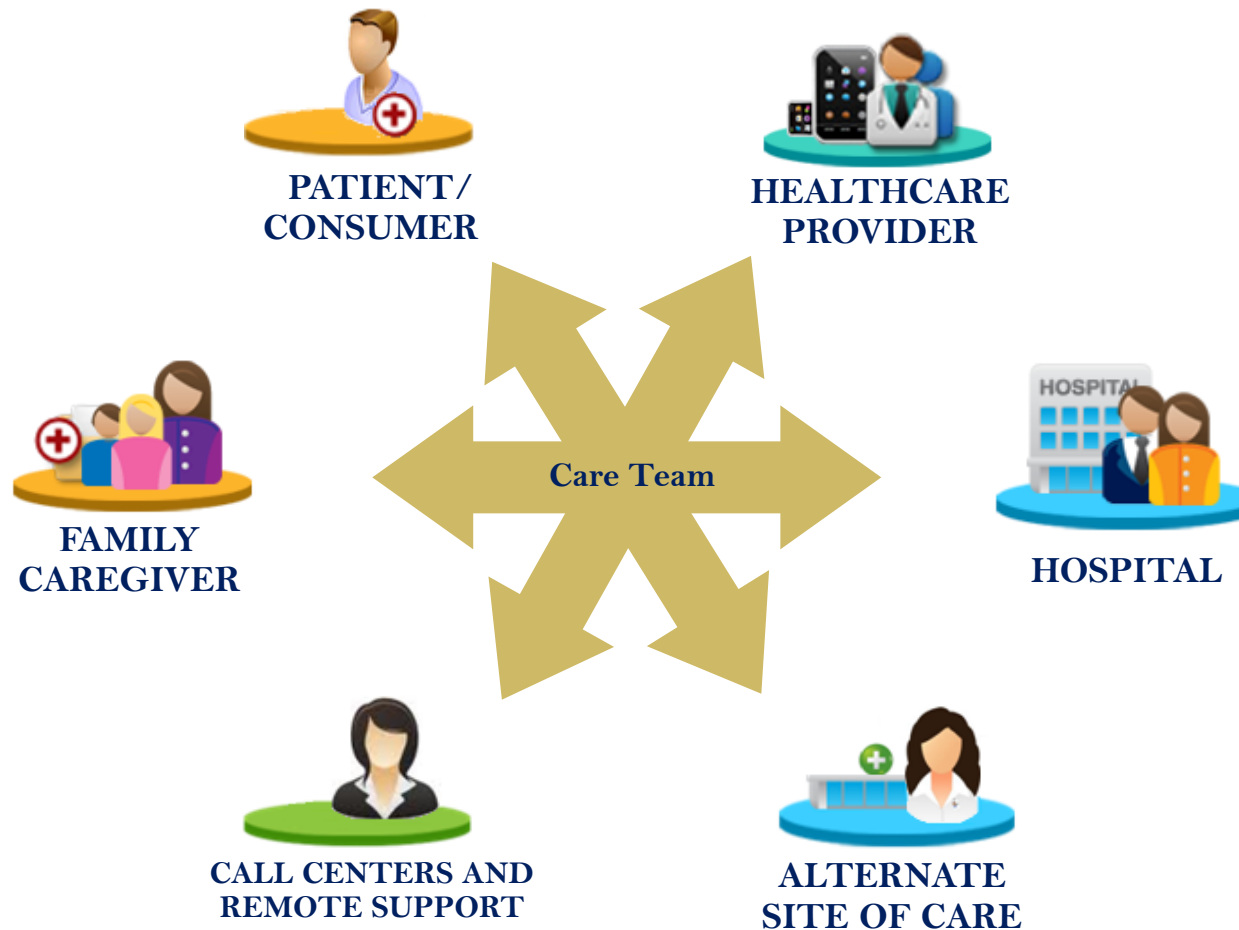 PATIENT/
CONSUMER
HEALTHCARE
PROVIDER
HOSPITAL
FAMILY
CAREGIVER
Care Team
HOSPITAL
CALL CENTERS AND
REMOTE SUPPORT
ALTERNATE
SITE OF CARE